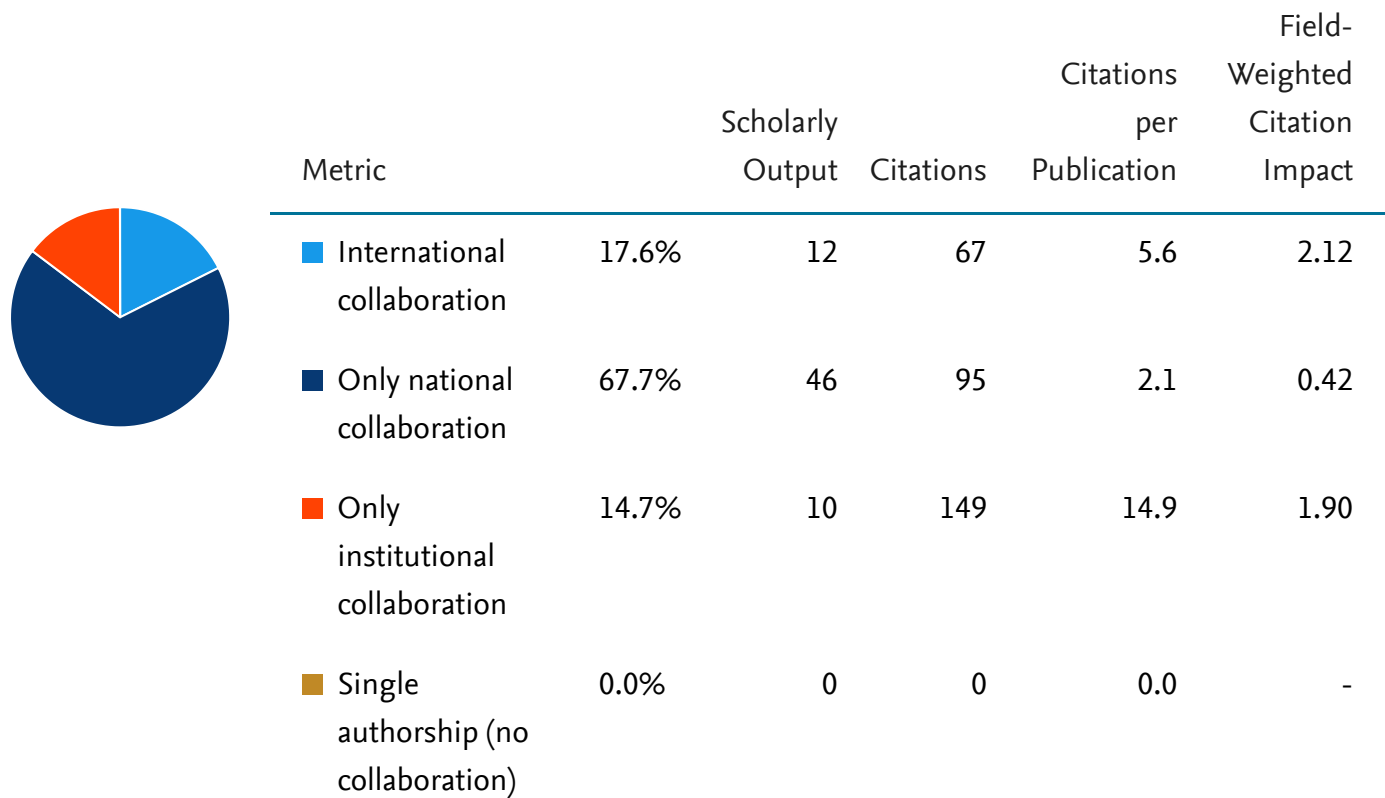 Field-
Citations Weighted
Scholarly per Citation
Metric Output Citations Publication Impact
International 17.6% 12 67 5.6 2.12
collaboration
Only national 67.7% 46 95 2.1 0.42
collaboration
Only 14.7% 10 149 14.9 1.90
institutional
collaboration
Single 0.0% 0 0 0.0 -
authorship (no
collaboration)